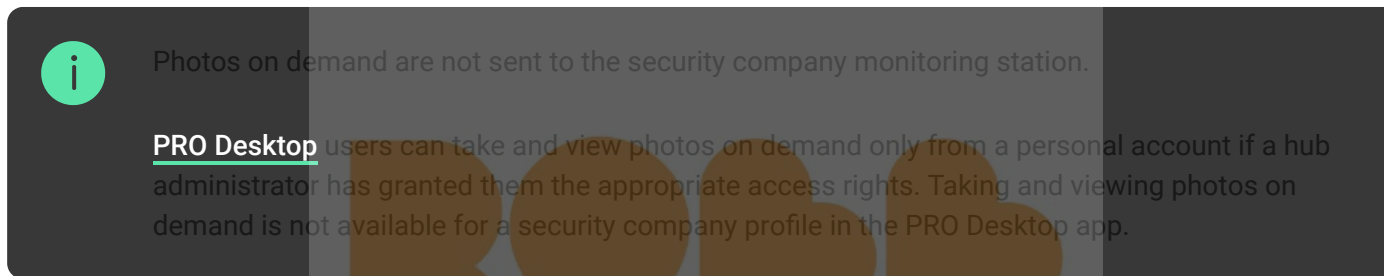 Photos on demand are not sent to the security company monitoring station.
PRO Desktop users can take and view photos on demand only from a personal account if a hub
administrator has granted them the appropriate access rights. Taking and viewing photos on
demand is not available for a security company profile in the PRO Desktop app.
ROBB